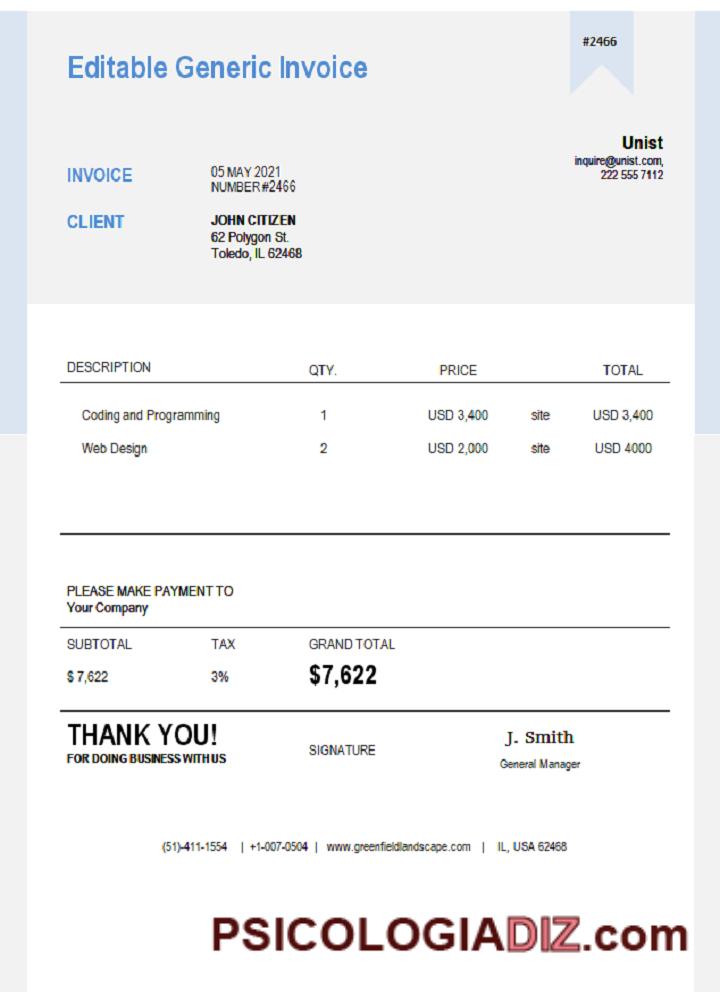 #2466
Editable Generic Invoice
Unist
inquire@unist.com,
222 555 7112
INVOICE 05 MAY 2021
NUMBER #2466
CLIENT JOHN CITIZEN
62 Polygon St.
Toledo, IL 62468
DESCRIPTION QTY. PRICE TOTAL
Coding and Programming 1 USD 3,400 site USD 3,400
Web Design 2 USD 2,000 site USD 4000
PLEASE MAKE PAYMENT TO
Your Company
SUBTOTAL TAX GRAND TOTAL
$ 7,622 3% $7,622
THANK YOU!
FOR DOING BUSINESS WITH US
SIGNATURE
J. Smith
General Manager
(51)-411-1554 | +1-007-0504 | www.greenfieldlandscape.com | IL, USA 62468
PSICOLOGIADIZ.com